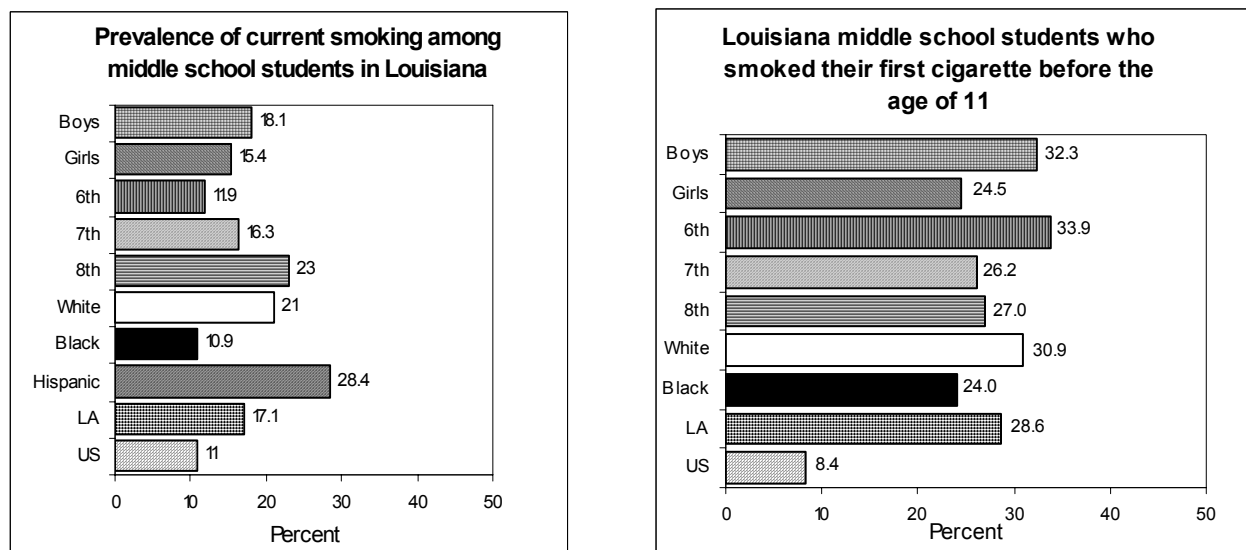 Prevalence of current smoking among
middle school students in Louisiana
Boys 18.1
Girls 15.4
6th 11.9
7th 16.3
8th 23
White 21
Black 10.9
Hispanic 28.4
LA 17.1
US 11
0 10 20 30 40 50
Percent
Louisiana middle school students who
smoked their first cigarette before the
age of 11
Boys 32.3
Girls 24.5
6th 33.9
7th 26.2
8th 27.0
White 30.9
Black 24.0
LA 28.6
US 8.4
0 10 20 30 40 50
Percent